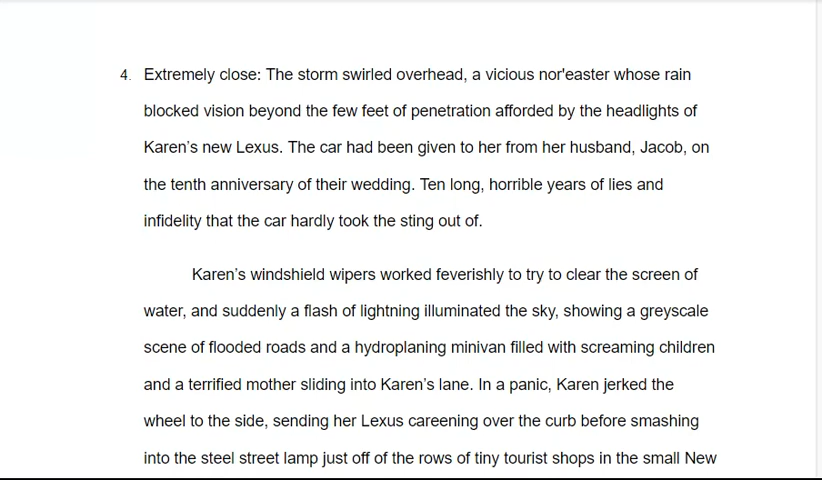 4. Extremely close: The storm swirled overhead, a vicious nor'easter whose rain
blocked vision beyond the few feet of penetration afforded by the headlights of
Karen’s new Lexus. The car had been given to her from her husband, Jacob, on
the tenth anniversary of their wedding. Ten long, horrible years of lies and
infidelity that the car hardly took the sting out of.
Karen’s windshield wipers worked feverishly to try to clear the screen of
water, and suddenly a flash of lightning illuminated the sky, showing a greyscale
scene of flooded roads and a hydroplaning minivan filled with screaming children
and a terrified mother sliding into Karen’s lane. In a panic, Karen jerked the
wheel to the side, sending her Lexus careening over the curb before smashing
into the steel street lamp just off of the rows of tiny tourist shops in the small New